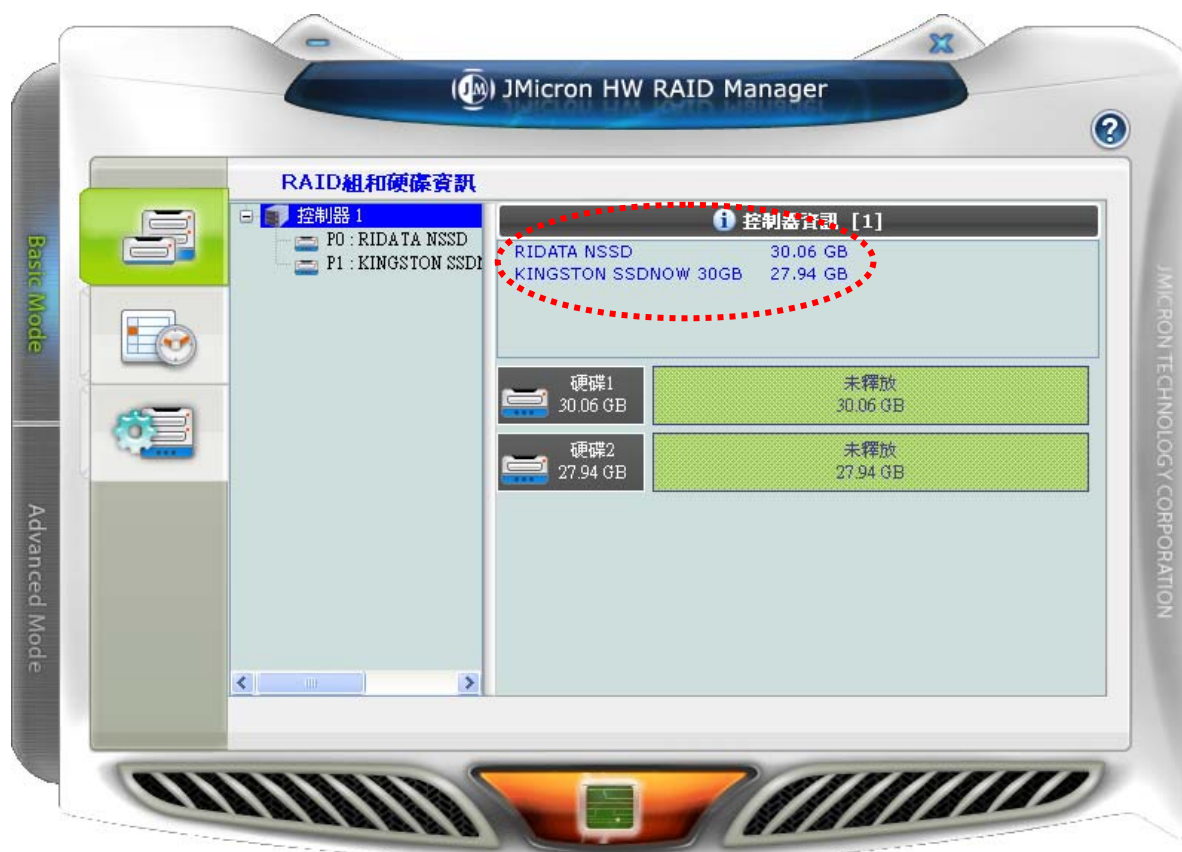 JM JMicron HW RAID Manager
?
RAID組和硬碟資訊
控制器 1
P0 : RIDATA NSSD
P1 : KINGSTON SSDN
控制器資訊 [1]
RIDATA NSSD 30.06 GB
KINGSTON SSDNOW 30GB 27.94 GB
硬碟1
30.06 GB
未釋放
30.06 GB
硬碟2
27.94 GB
未釋放
27.94 GB
Basic Mode
Advanced Mode
JMICRON TECHNOLOGY CORPORATION